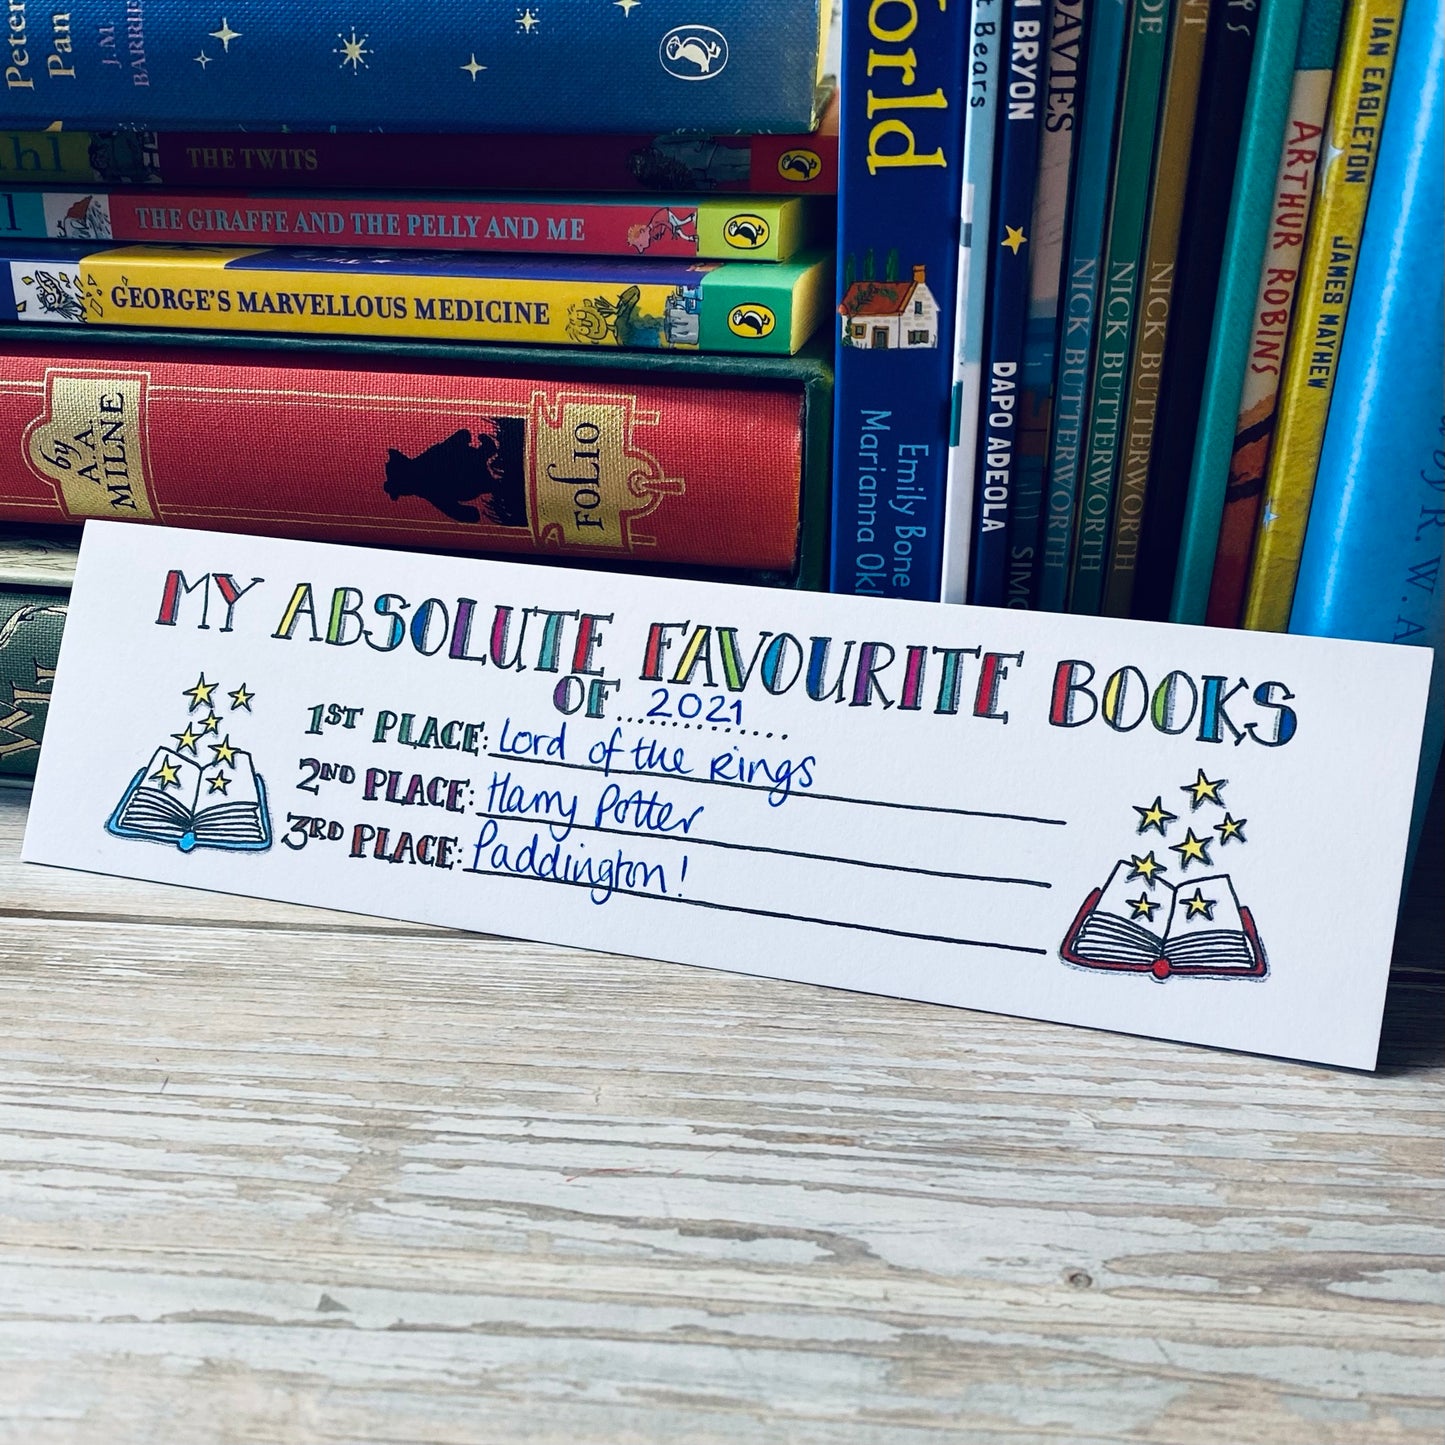 Peter
Pan
J.M.
BARRIE
THE TWITS
THE GIRAFFE AND THE PELLY AND ME
GEORGE'S MARVELLOUS MEDICINE
by
A.A.
MILNE
FOLIO
Bears
BRYON
DAPO ADEOLA
Emily Bone
Marianna
DAVIES
NICK BUTTERWORTH
NICK BUTTERWORTH
NICK BUTTERWORTH
ARTHUR ROBINS
IAN EAGLETON
JAMES MAYHEW
MY ABSOLUTE FAVOURITE BOOKS
OF 2021
1ST PLACE: Lord of the Rings
2ND PLACE: Harry Potter
3RD PLACE: Paddington!